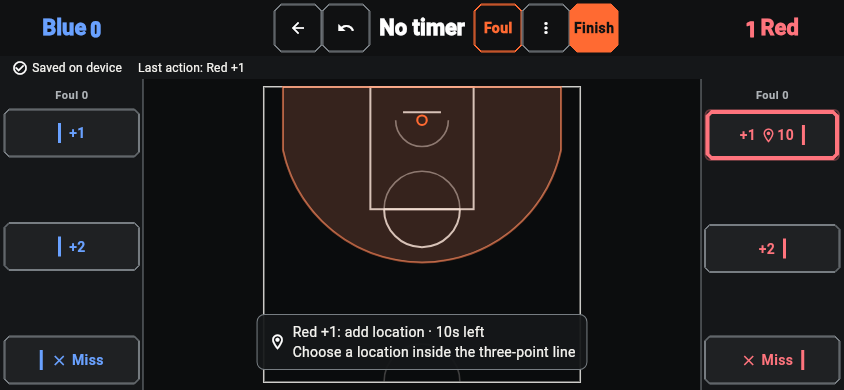 Blue 0
No timer
Foul
Finish
1 Red
Saved on device Last action: Red +1
Foul 0
+1
+2
Miss
Foul 0
+1 10
+2
Miss
Red +1: add location · 10s left
Choose a location inside the three-point line